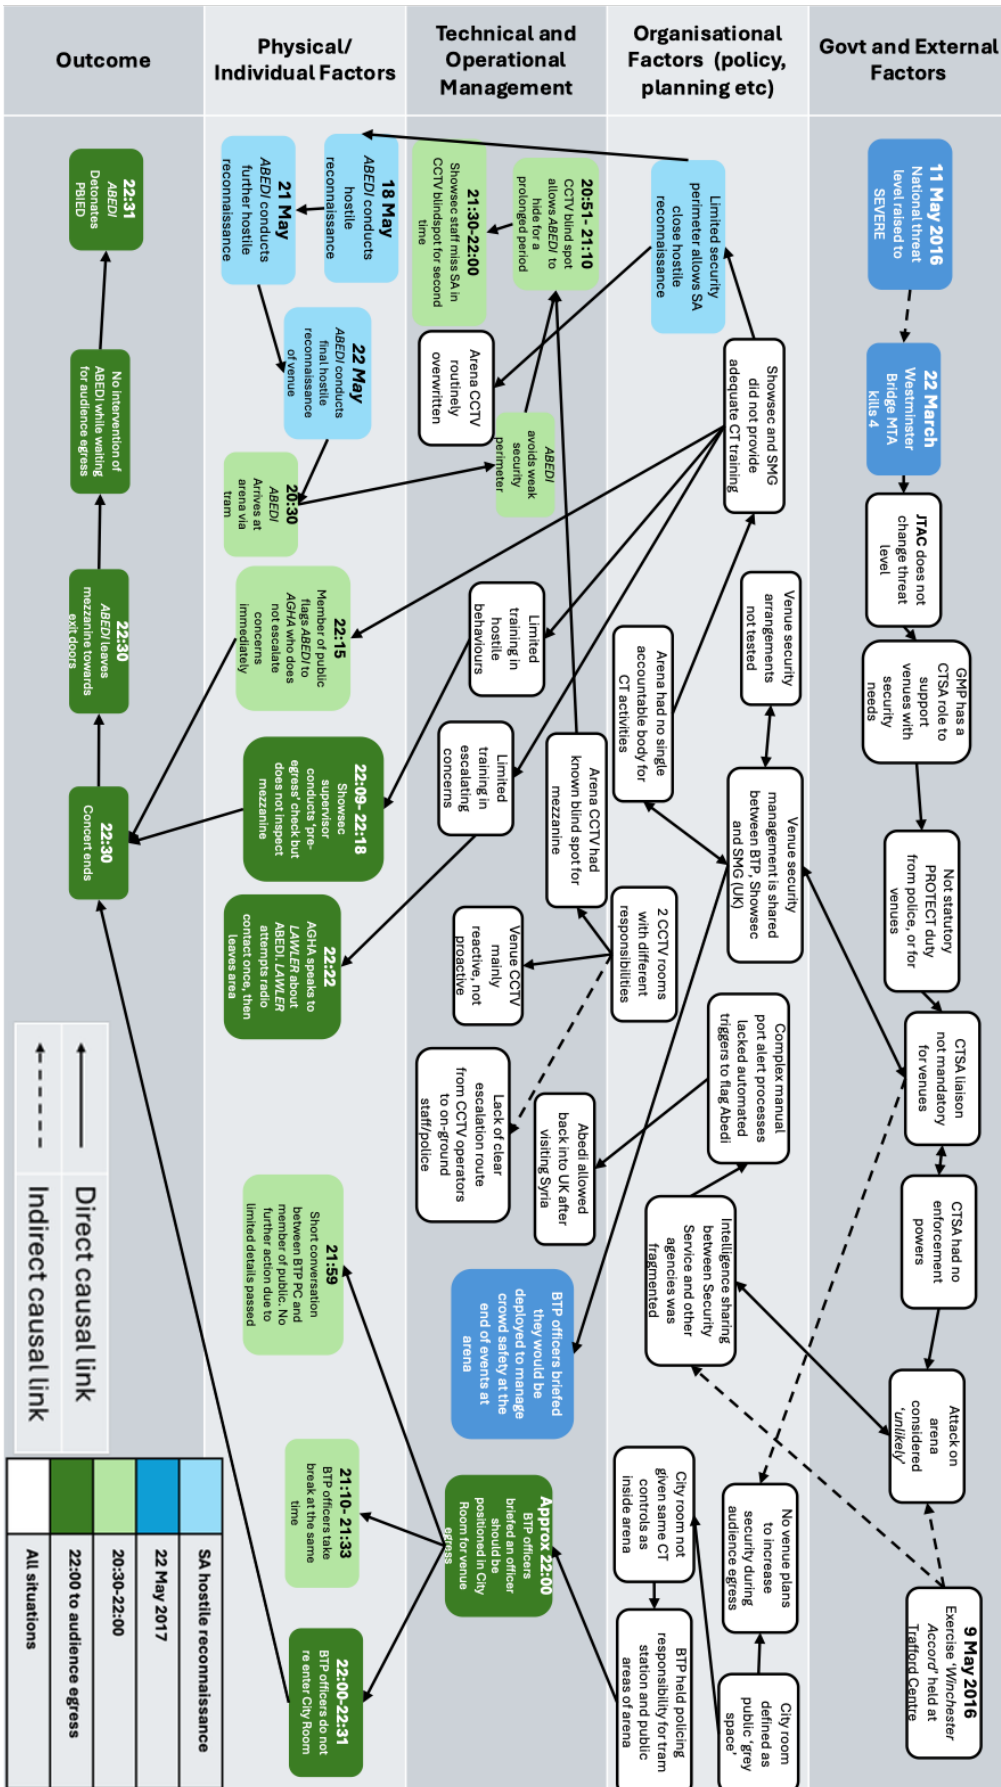 Govt and External
Factors
11 May 2016
National threat
level raised to
SEVERE
22 March
Westminster
Bridge MTA
kills 4
JTAC does not
change threat
level
GMP has a
CTSA role to
support
venues with
security
needs
Not statutory
PROTECT duty
from police, or for
venues
CTSA liaison
not mandatory
for venues
CTSA had no
enforcement
powers
Attack on
arena
considered
'unlikely'
9 May 2016
Exercise 'Winchester
Accord' held at
Trafford Centre
Organisational
Factors (policy,
planning etc)
Limited security
perimeter allows SA
close hostile
reconnaissance
Showsec and SMG
did not provide
adequate CT training
Venue security
arrangements
not tested
Arena had no single
accountable body for
CT activities
Venue security
management is shared
between BTP, Showsec
and SMG (UK)
2 CCTV rooms
with different
responsibilities
Complex manual
port alert processes
lacked automated
triggers to flag Abedi
Intelligence sharing
between Security
Service and other
agencies was
fragmented
No venue plans
to increase
security during
audience egress
City room not
given same CT
controls as
inside arena
City room
defined as
public 'grey
space'
BTP held policing
responsibility for tram
station and public
areas of arena
Technical and
Operational
Management
20:51- 21:10
CCTV blind spot
allows ABEDI to
hide for a
prolonged period
21:30-22:00
Showsec staff miss SA in
CCTV blindspot for second
time
Arena CCTV
routinely
overwritten
ABEDI
avoids weak
security
perimeter
Limited
training in
hostile
behaviours
Limited
training in
escalating
concerns
Arena CCTV had
known blind spot for
mezzanine
Venue CCTV
mainly
reactive, not
proactive
Lack of clear
escalation route
from CCTV operators
to on-ground
staff/police
Abedi allowed
back into UK after
visiting Syria
BTP officers briefed
they would be
deployed to manage
crowd safety at the
end of events at
arena
Approx 22:00
BTP officers
briefed an officer
should be
positioned in City
Room for venue
egress
Physical/
Individual Factors
18 May
ABEDI conducts
hostile
reconnaissance
21 May
ABEDI conducts
further hostile
reconnaissance
22 May
ABEDI conducts
final hostile
reconnaissance
of venue
20:30
ABEDI
Arrives at
arena via
tram
22:15
Member of public
flags ABEDI to
AGHA who does
not escalate
concerns
immediately
22:09- 22:18
Showsec
supervisor
conducts 'pre-
egress' check but
does not inspect
mezzanine
22:22
AGHA speaks to
LAWLER about
ABEDI. LAWLER
attempts radio
contact once, then
leaves area
21:59
Short conversation
between BTP PC and
member of public. No
further action due to
limited details passed
21:10- 21:33
BTP officers take
break at the same
time
22:00-22:31
BTP officers do not
re enter City Room
Outcome
22:31
ABEDI
Detonates
PBIED
No intervention of
ABEDI while waiting
for audience egress
22:30
ABEDI leaves
mezzanine towards
exit doors
22:30
Concert ends
Direct causal link
Indirect causal link
SA hostile reconnaissance
22 May 2017
20:30-22:00
22:00 to audience egress
All situations